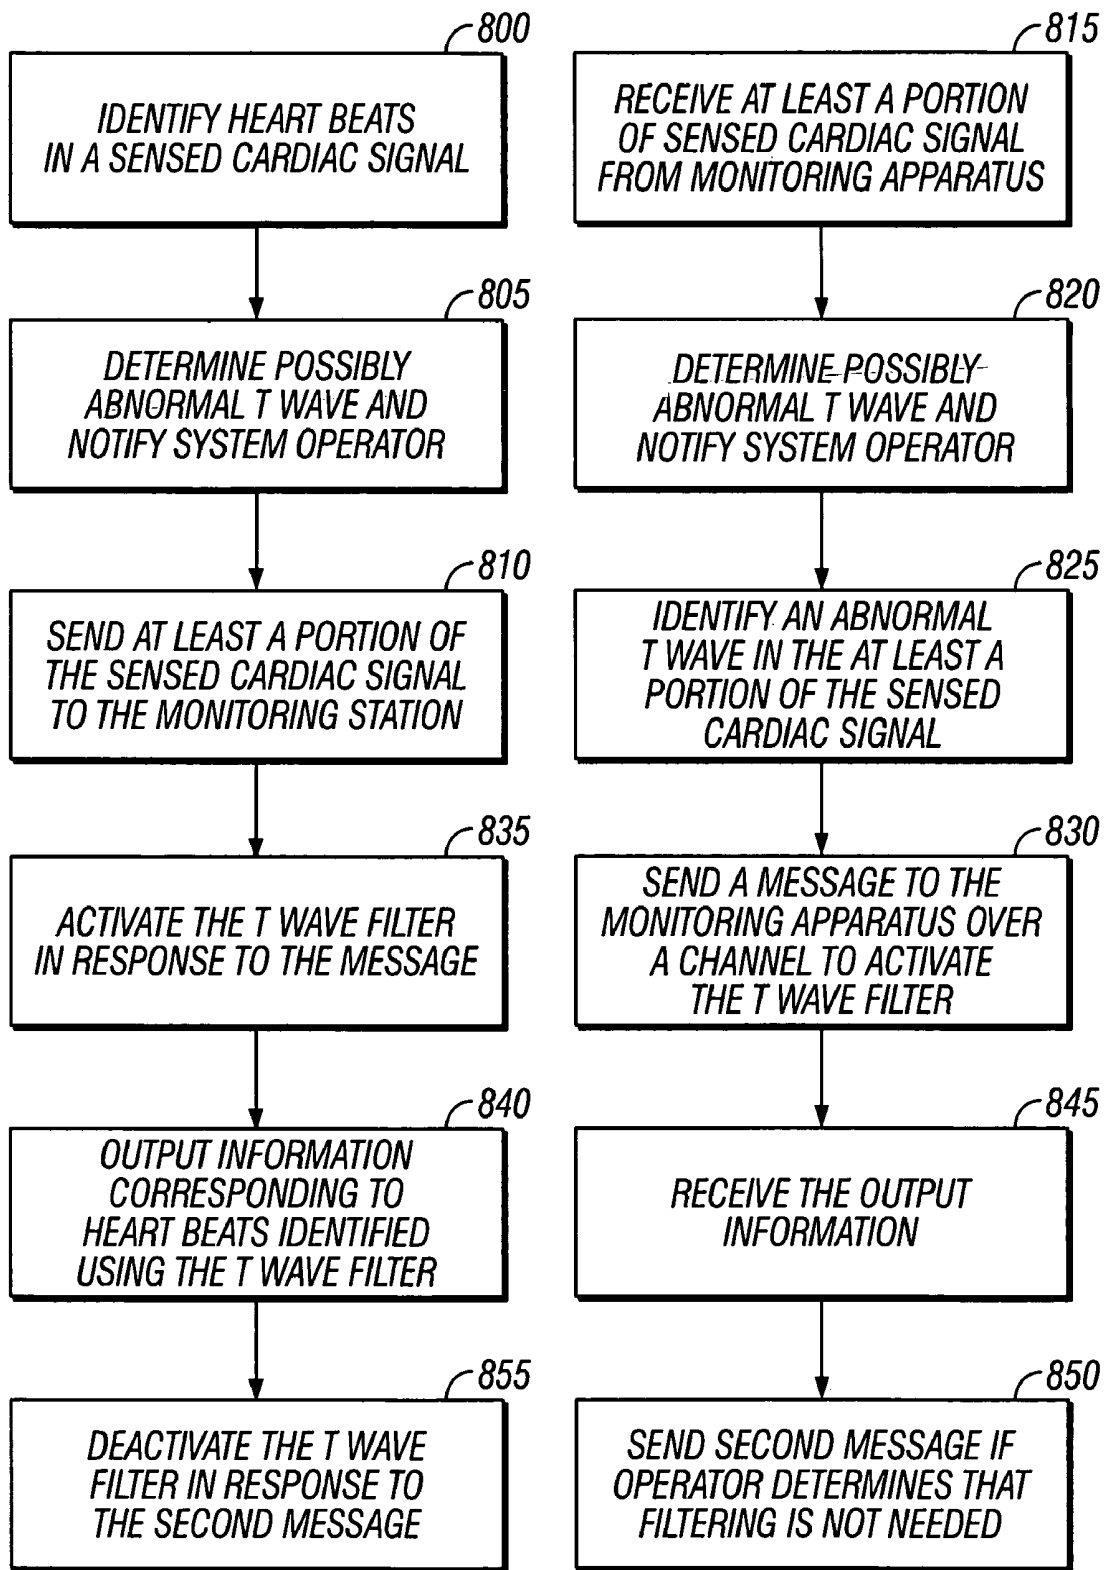 800
IDENTIFY HEART BEATS
IN A SENSED CARDIAC SIGNAL
805
DETERMINE POSSIBLY
ABNORMAL T WAVE AND
NOTIFY SYSTEM OPERATOR
810
SEND AT LEAST A PORTION OF
THE SENSED CARDIAC SIGNAL
TO THE MONITORING STATION
835
ACTIVATE THE T WAVE FILTER
IN RESPONSE TO THE MESSAGE
840
OUTPUT INFORMATION
CORRESPONDING TO
HEART BEATS IDENTIFIED
USING THE T WAVE FILTER
855
DEACTIVATE THE T WAVE
FILTER IN RESPONSE TO
THE SECOND MESSAGE
815
RECEIVE AT LEAST A PORTION
OF SENSED CARDIAC SIGNAL
FROM MONITORING APPARATUS
820
DETERMINE POSSIBLY
ABNORMAL T WAVE AND
NOTIFY SYSTEM OPERATOR
825
IDENTIFY AN ABNORMAL
T WAVE IN THE AT LEAST A
PORTION OF THE SENSED
CARDIAC SIGNAL
830
SEND A MESSAGE TO THE
MONITORING APPARATUS OVER
A CHANNEL TO ACTIVATE
THE T WAVE FILTER
845
RECEIVE THE OUTPUT
INFORMATION
850
SEND SECOND MESSAGE IF
OPERATOR DETERMINES THAT
FILTERING IS NOT NEEDED